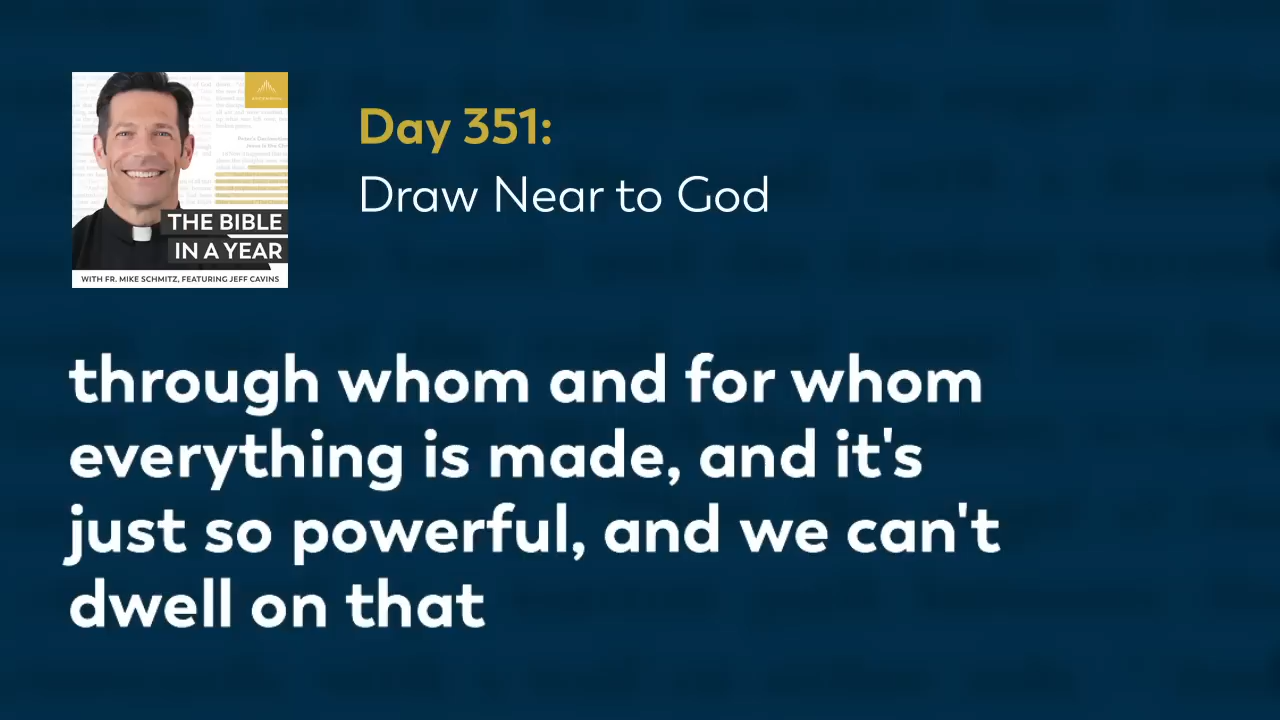 Day 351:
Draw Near to God
THE BIBLE
IN A YEAR
WITH FR. MIKE SCHMITZ, FEATURING JEFF CAVINS
through whom and for whom
everything is made, and it's
just so powerful, and we can't
dwell on that